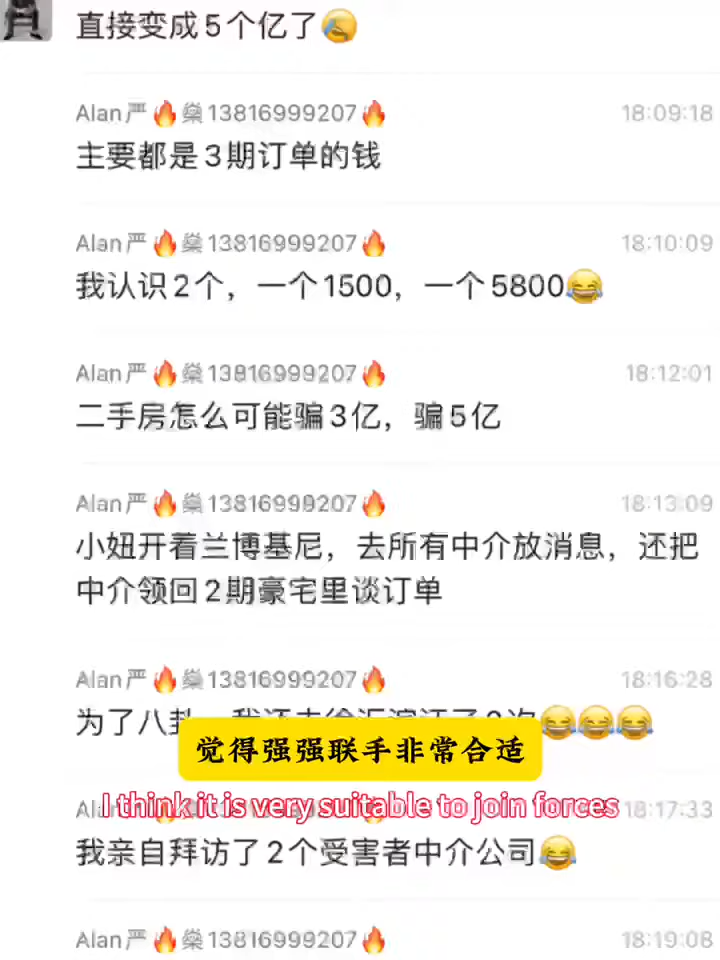 直接变成5个亿了😂
Alan严🔥燊13816999207🔥 18:09:18
主要都是3期订单的钱
Alan严🔥燊13816999207🔥 18:10:09
我认识2个，一个1500，一个5800😂
Alan严🔥燊13816999207🔥 18:12:01
二手房怎么可能骗3亿，骗5亿
Alan严🔥燊13816999207🔥 18:13:09
小妞开着兰博基尼，去所有中介放消息，还把
中介领回2期豪宅里谈订单
Alan严🔥燊13816999207🔥 18:16:28
为了八 😂😂😂
觉得强强联手非常合适
I think it is very suitable to join forces
18:17:33
我亲自拜访了2个受害者中介公司😂
Alan严🔥燊13816999207🔥 18:19:08